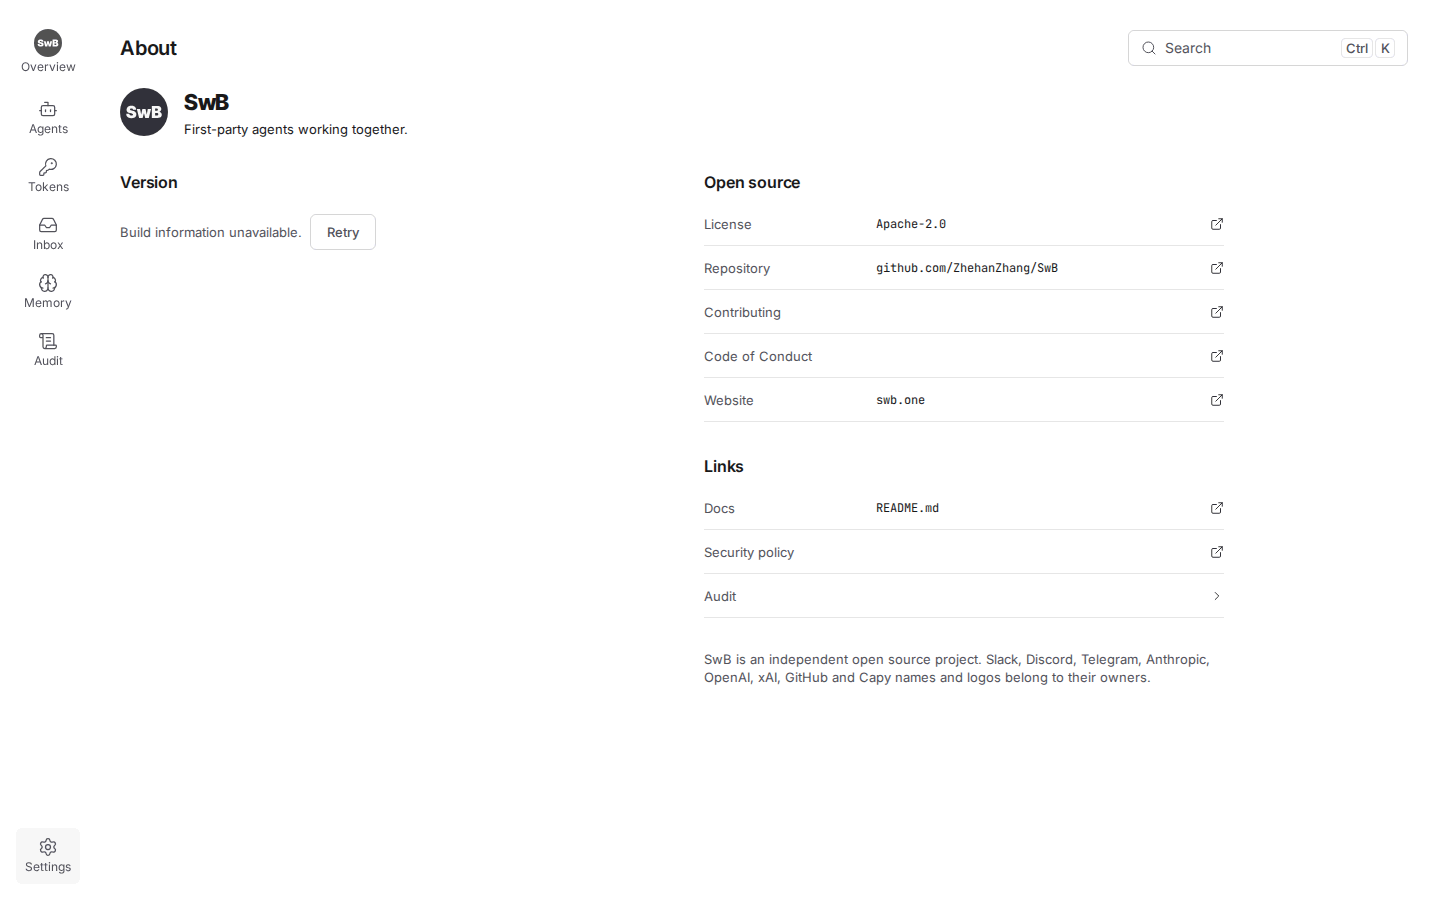 SwB
Overview
Agents
Tokens
Inbox
Memory
Audit
Settings
About
Search
Ctrl K
SwB
SwB
First-party agents working together.
Version
Build information unavailable.
Retry
Open source
License
Apache-2.0
Repository
github.com/ZhehanZhang/SwB
Contributing
Code of Conduct
Website
swb.one
Links
Docs
README.md
Security policy
Audit
SwB is an independent open source project. Slack, Discord, Telegram, Anthropic,
OpenAI, xAI, GitHub and Capy names and logos belong to their owners.